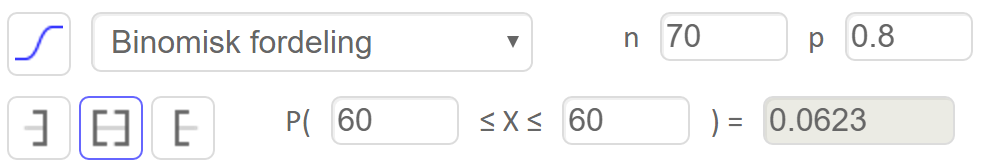 Binomisk fordeling ▼ n 70 p 0.8
P( 60 ≤ X ≤ 60 ) = 0.0623